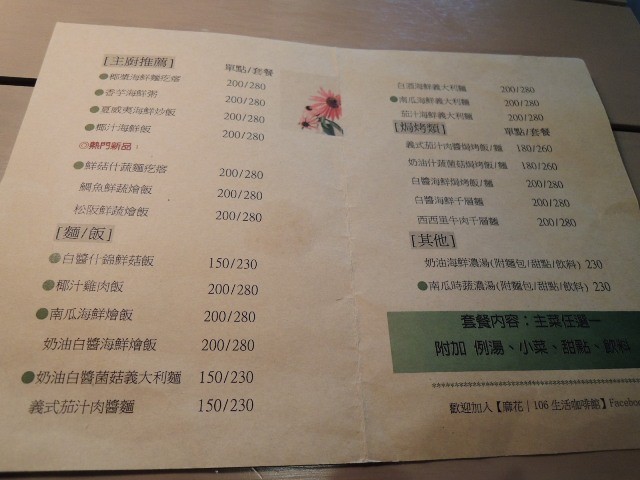 [主廚推薦] 單點/套餐
●椰漿海鮮麵疙瘩 200/280
●香芋海鮮粥 200/280
●夏威夷海鮮炒飯 200/280
●椰汁海鮮飯 200/280
◎熱門新品：
●鮮菇什蔬麵疙瘩 200/280
鯛魚鮮蔬燴飯 200/280
松阪鮮蔬燴飯 200/280
[麵/飯]
●白醬什錦鮮菇飯 150/230
●椰汁雞肉飯 200/280
●南瓜海鮮燴飯 200/280
奶油白醬海鮮燴飯 200/280
●奶油白醬菌菇義大利麵 150/230
義式茄汁肉醬麵 150/230
白酒海鮮義大利麵 200/280
●南瓜海鮮義大利麵 200/280
茄汁海鮮義大利麵 200/280
[焗烤類] 單點/套餐
義式茄汁肉醬焗烤飯/麵 180/260
奶油什蔬菌菇焗烤飯/麵 180/260
白醬海鮮焗烤飯/麵 200/280
白醬海鮮千層麵 200/280
西西里牛肉千層麵 200/280
[其他]
奶油海鮮濃湯(附麵包/甜點/飲料) 230
●南瓜時蔬濃湯(附麵包/甜點/飲料) 230
套餐內容：主菜任選一
附加 例湯、小菜、甜點、飲料
歡迎加入【麻花｜106生活咖啡館】Facebo